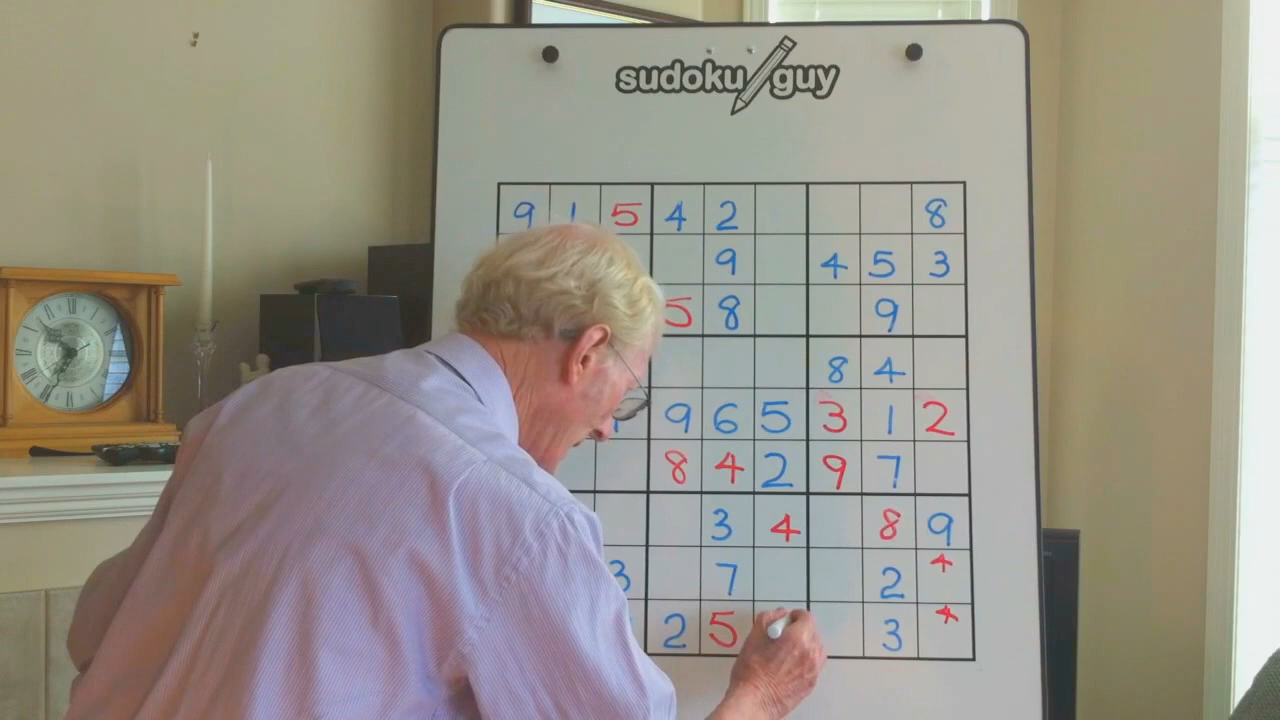 sudoku guy
9 1 5 4 2 8
9 4 5 3
5 8 9
8 4
9 6 5 3 1 2
8 4 2 9 7
3 4 8 9
3 7 2 4
2 5 3 4